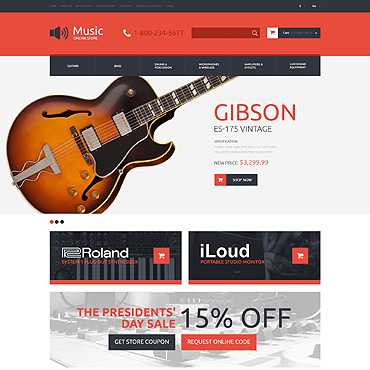 Music
ONLINE STORE
1-800-234-5677
GUITARS
BASS
DRUMS & PERCUSSION
MICROPHONES & WIRELESS
AMPLIFIERS & EFFECTS
LIVE SOUND EQUIPMENT
GIBSON
ES-175 VINTAGE
SPECIFICATION:
NEW PRICE: $3,299.99
SHOP NOW
Roland
SYSTEM-1 PLUG-OUT SYNTHESIZER
iLoud
PORTABLE STUDIO MONITOR
THE PRESIDENTS' DAY SALE
15% OFF
GET STORE COUPON
REQUEST ONLINE CODE